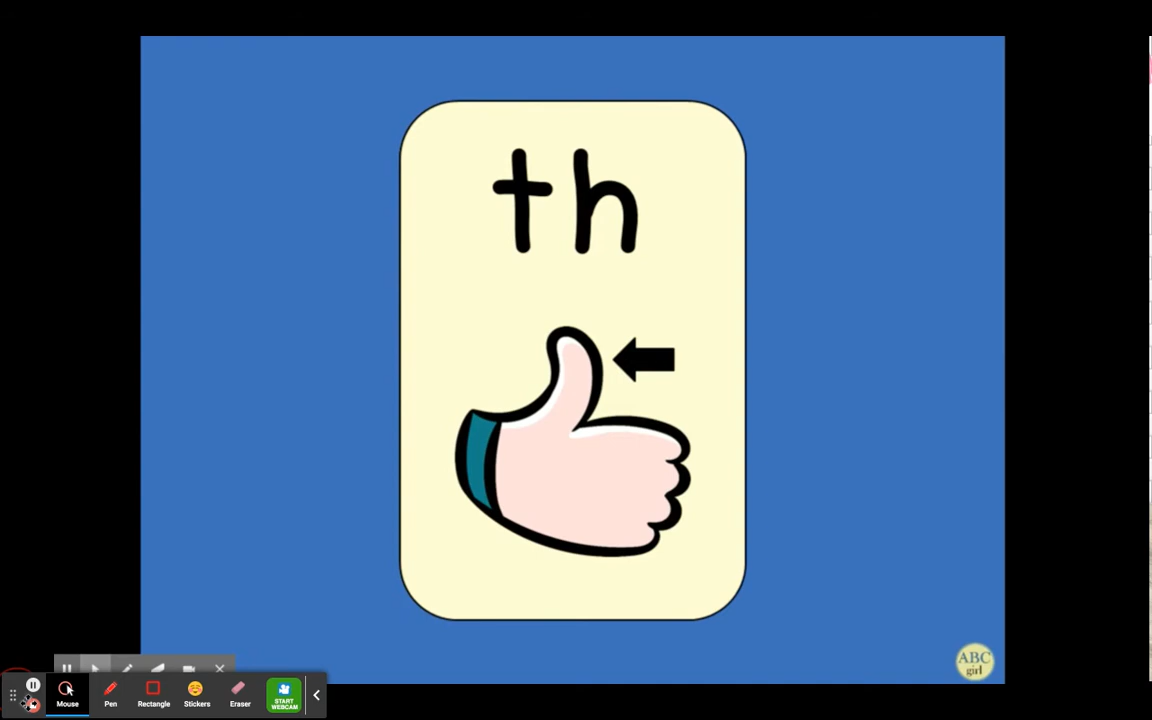 th
ABC
girl
Mouse
Pen
Rectangle
Stickers
Eraser
START
WEBCAM